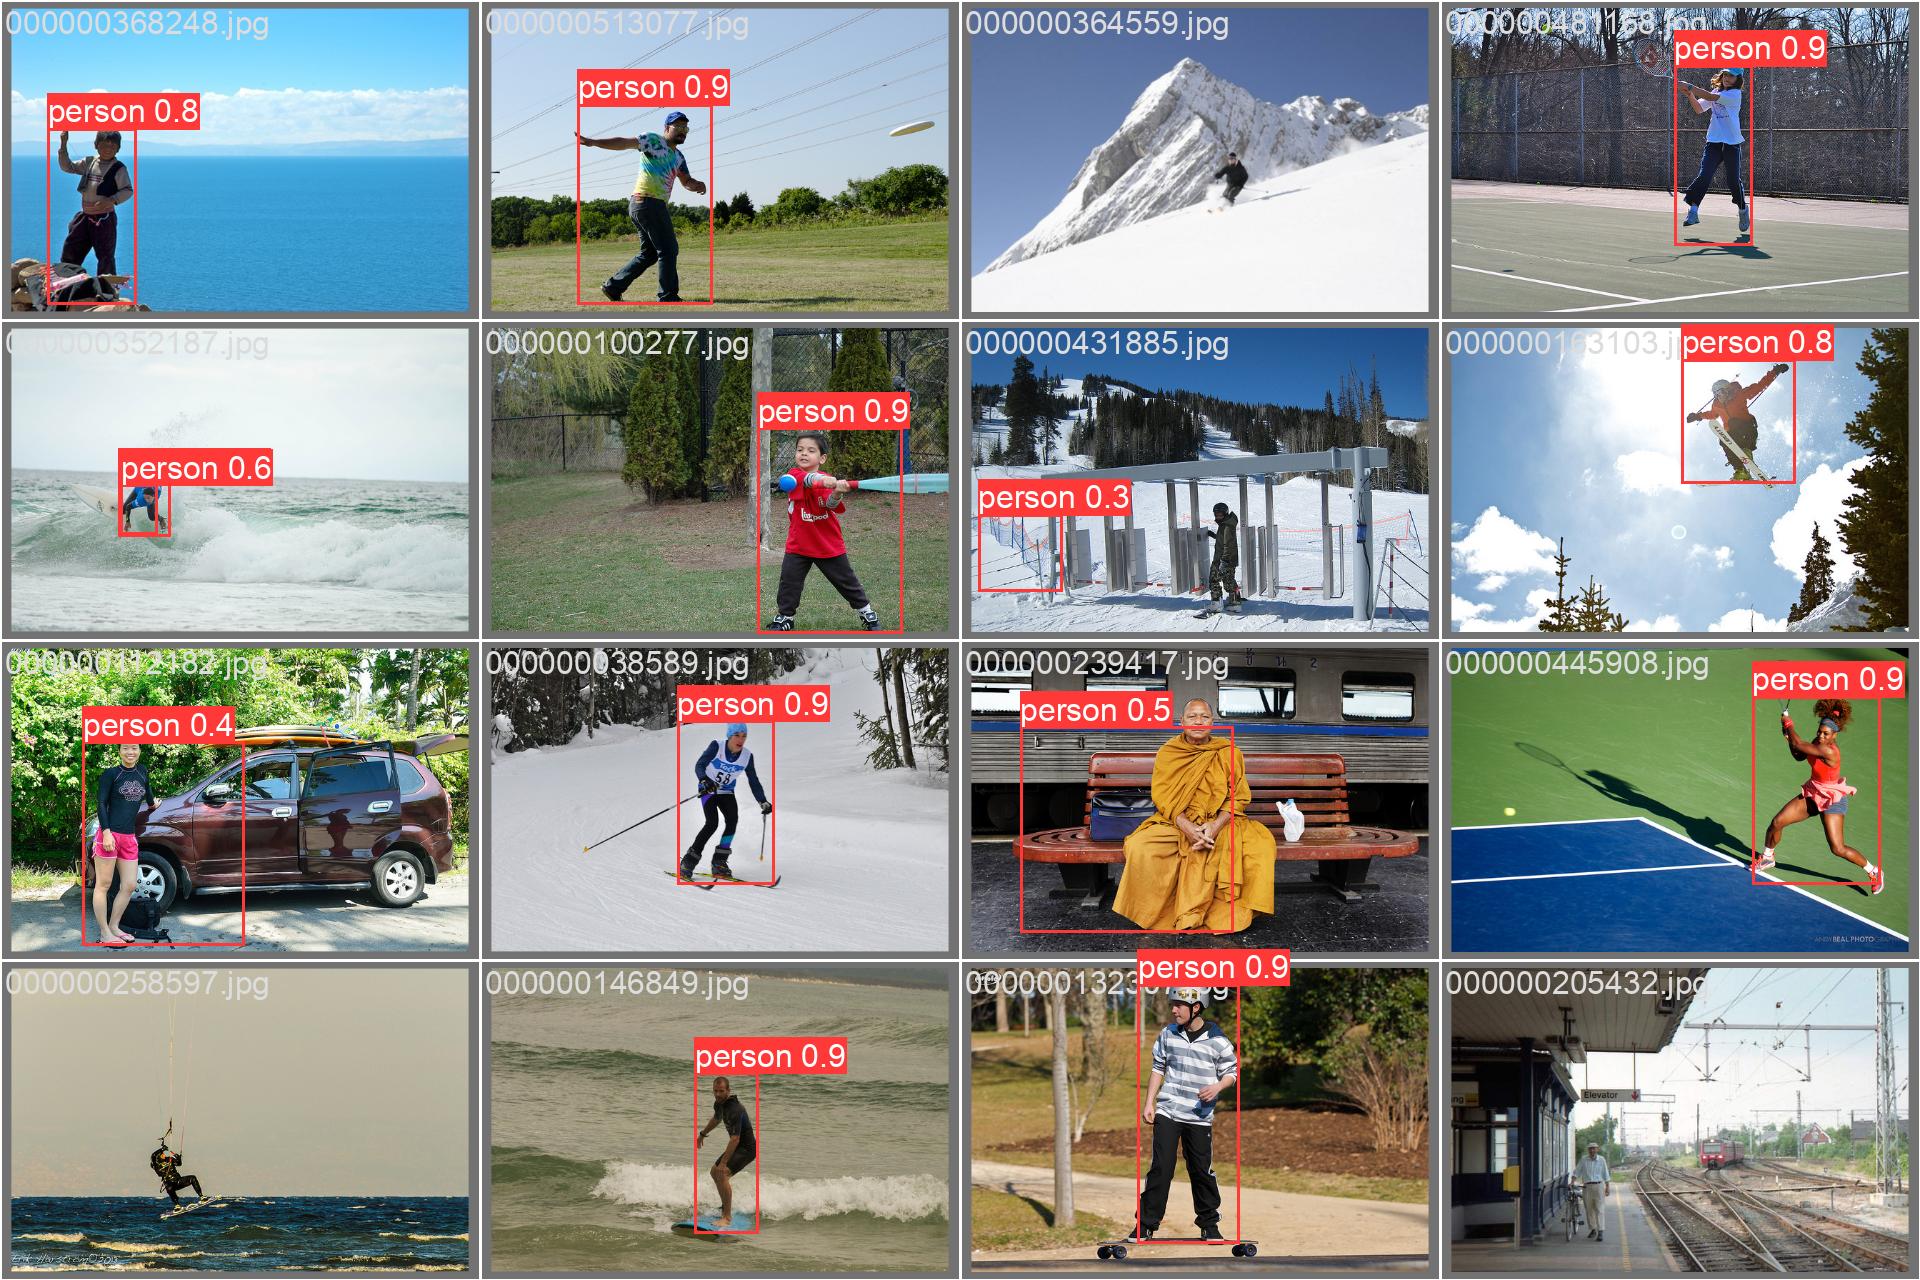 000000368248.jpg
person 0.8
000000513077.jpg
person 0.9
000000364559.jpg
person 0.9
000000352187.jpg
person 0.6
000000100277.jpg
person 0.9
000000431885.jpg
person 0.3
person 0.8
000000112182.jpg
person 0.4
000000038589.jpg
person 0.9
58
000000239417.jpg
person 0.5
000000445908.jpg
person 0.9
000000258597.jpg
000000146849.jpg
person 0.9
person 0.9
000000205432.jpg
Elevator